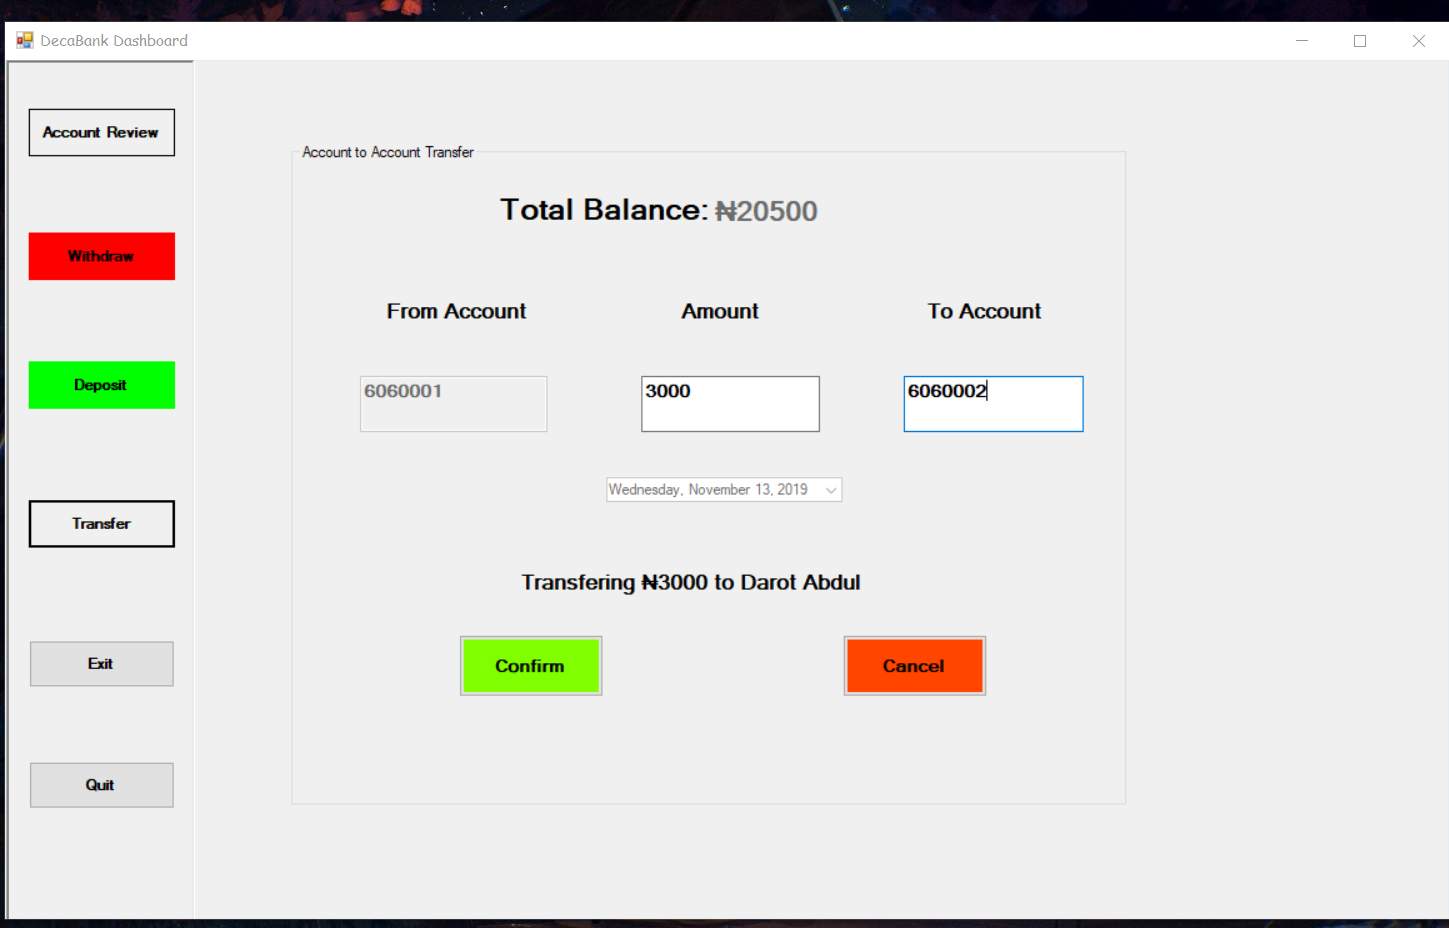 DecaBank Dashboard
Account Review
Withdraw
Deposit
Transfer
Exit
Quit
Account to Account Transfer
Total Balance: ₦20500
From Account Amount To Account
6060001 3000 6060002
Wednesday, November 13, 2019
Transfering ₦3000 to Darot Abdul
Confirm Cancel